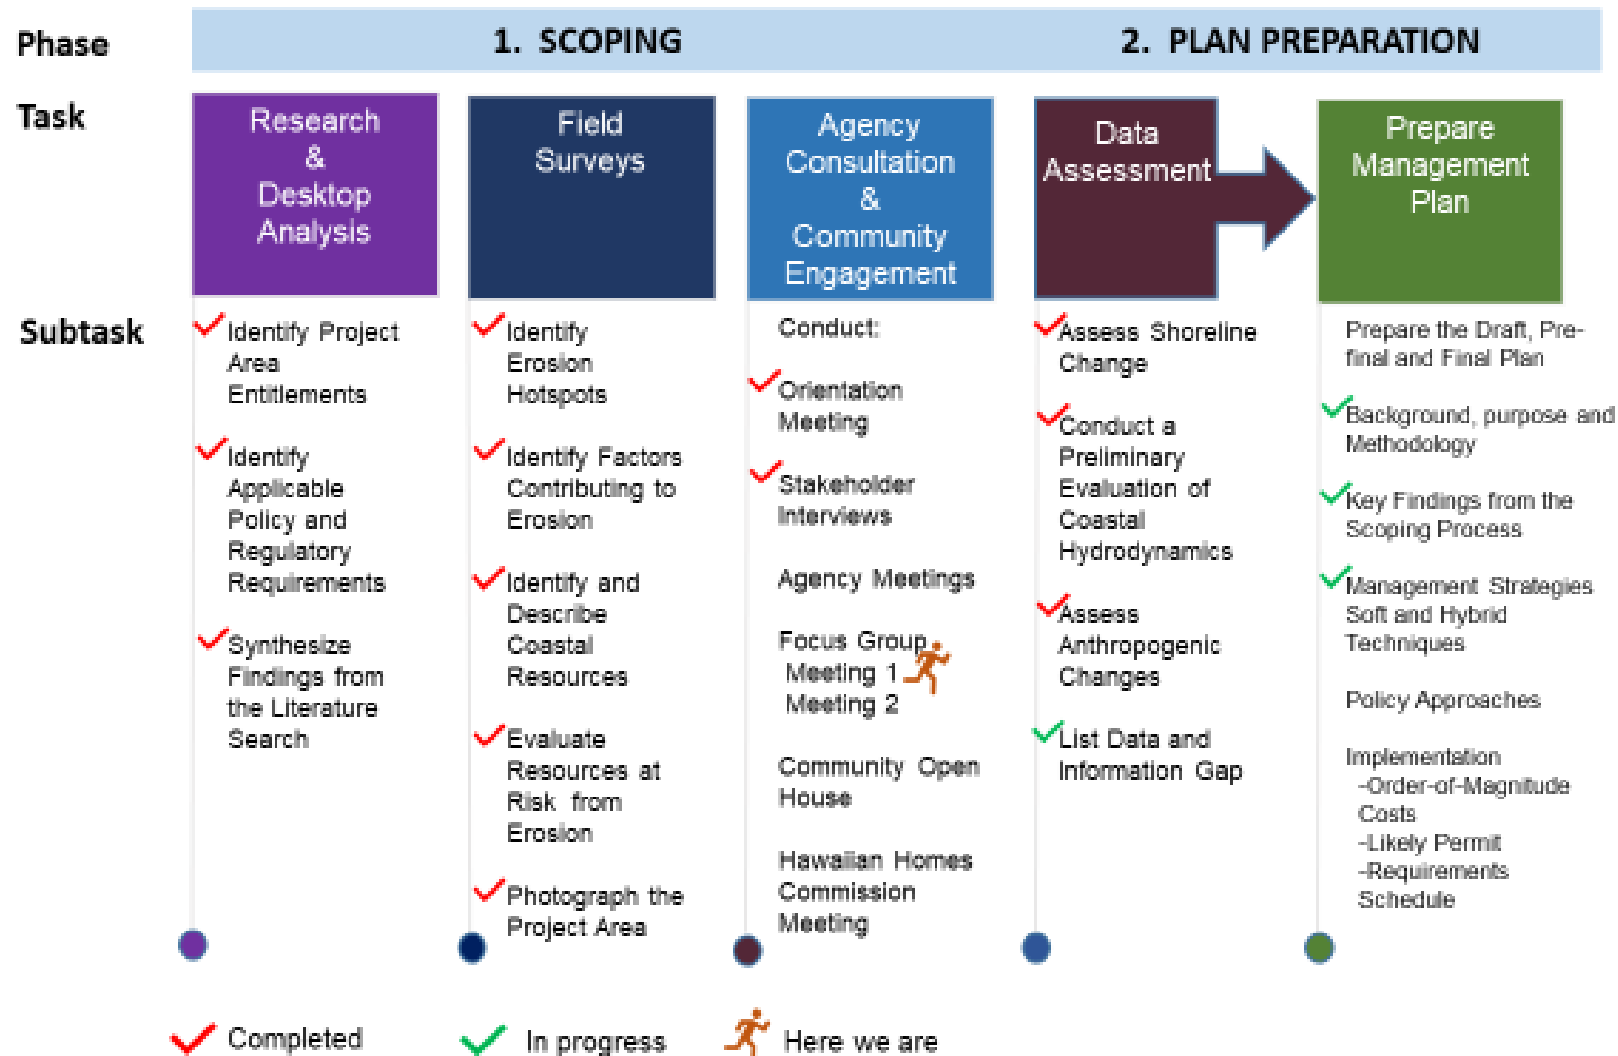 Phase
1. SCOPING
2. PLAN PREPARATION
Task
Research
&
Desktop
Analysis
Field
Surveys
Agency
Consultation
&
Community
Engagement
Data
Assessment
Prepare
Management
Plan
Subtask
Identify Project
Area
Entitlements
Identify
Applicable
Policy and
Regulatory
Requirements
Synthesize
Findings from
the Literature
Search
Identify
Erosion
Hotspots
Identify Factors
Contributing to
Erosion
Identify and
Describe
Coastal
Resources
Evaluate
Resources at
Risk from
Erosion
Photograph the
Project Area
Conduct:
Orientation
Meeting
Stakeholder
Interviews
Agency Meetings
Focus Group
Meeting 1
Meeting 2
Community Open
House
Hawaiian Homes
Commission
Meeting
Assess Shoreline
Change
Conduct a
Preliminary
Evaluation of
Coastal
Hydrodynamics
Assess
Anthropogenic
Changes
List Data and
Information Gap
Prepare the Draft, Pre-
final and Final Plan
Background, purpose and
Methodology
Key Findings from the
Scoping Process
Management Strategies
Soft and Hybrid
Techniques
Policy Approaches
Implementation
-Order-of-Magnitude
Costs
-Likely Permit
-Requirements
Schedule
Completed
In progress
Here we are